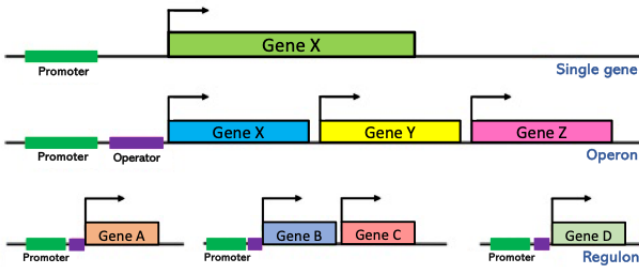 Gene X
Promoter
Single gene
Gene X
Gene Y
Gene Z
Promoter
Operator
Operon
Gene A
Gene B
Gene C
Gene D
Promoter
Promoter
Promoter
Regulon